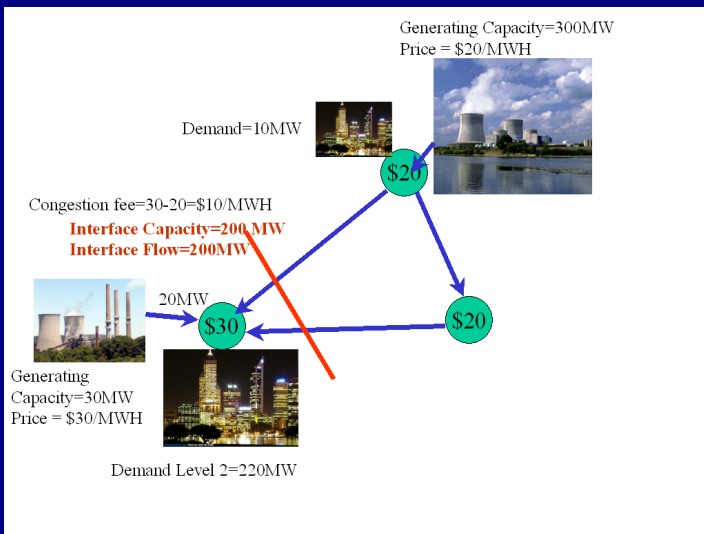 Generating Capacity=300MW
Price = $20/MWH
Demand=10MW
$20
Congestion fee=30-20=$10/MWH
Interface Capacity=200 MW
Interface Flow=200MW
20MW
$30
$20
Generating
Capacity=30MW
Price = $30/MWH
Demand Level 2=220MW